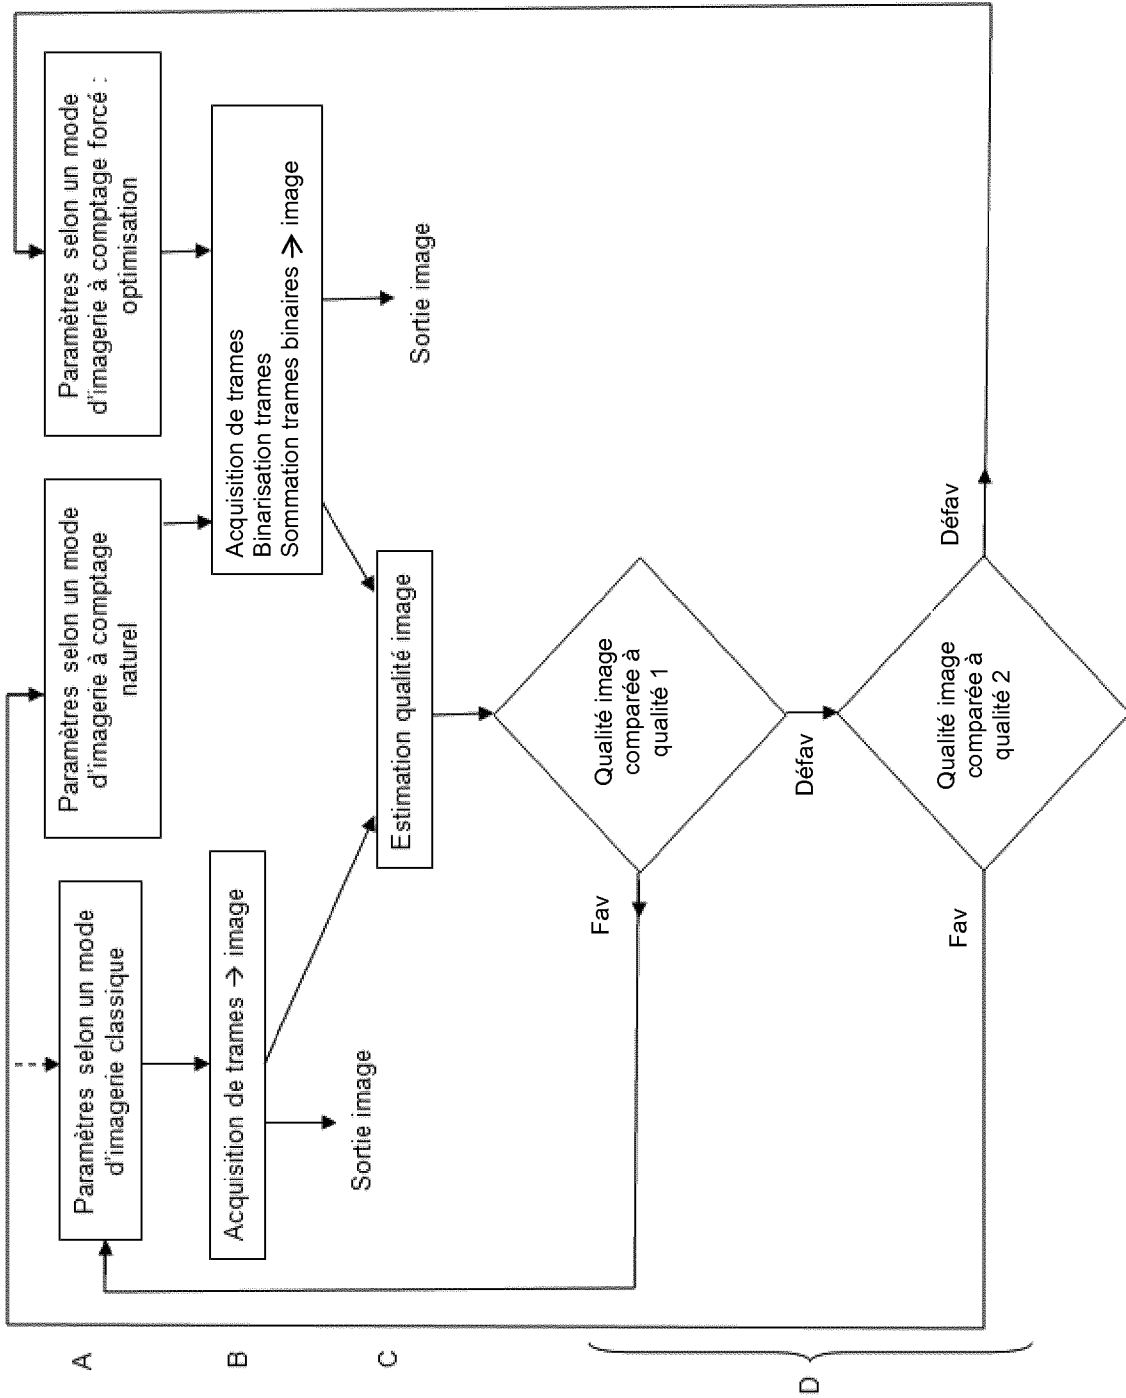 A
Paramètres selon un mode
d'imagerie classique
Paramètres selon un mode
d'imagerie à comptage
naturel
Paramètres selon un mode
d'imagerie à comptage forcé :
optimisation
B
Acquisition de trames → image
Acquisition de trames
Binarisation trames
Sommation trames binaires → image
Sortie image
Sortie image
C
Estimation qualité image
D
Qualité image
comparée à
qualité 1
Fav
Défav
Qualité image
comparée à
qualité 2
Fav
Défav